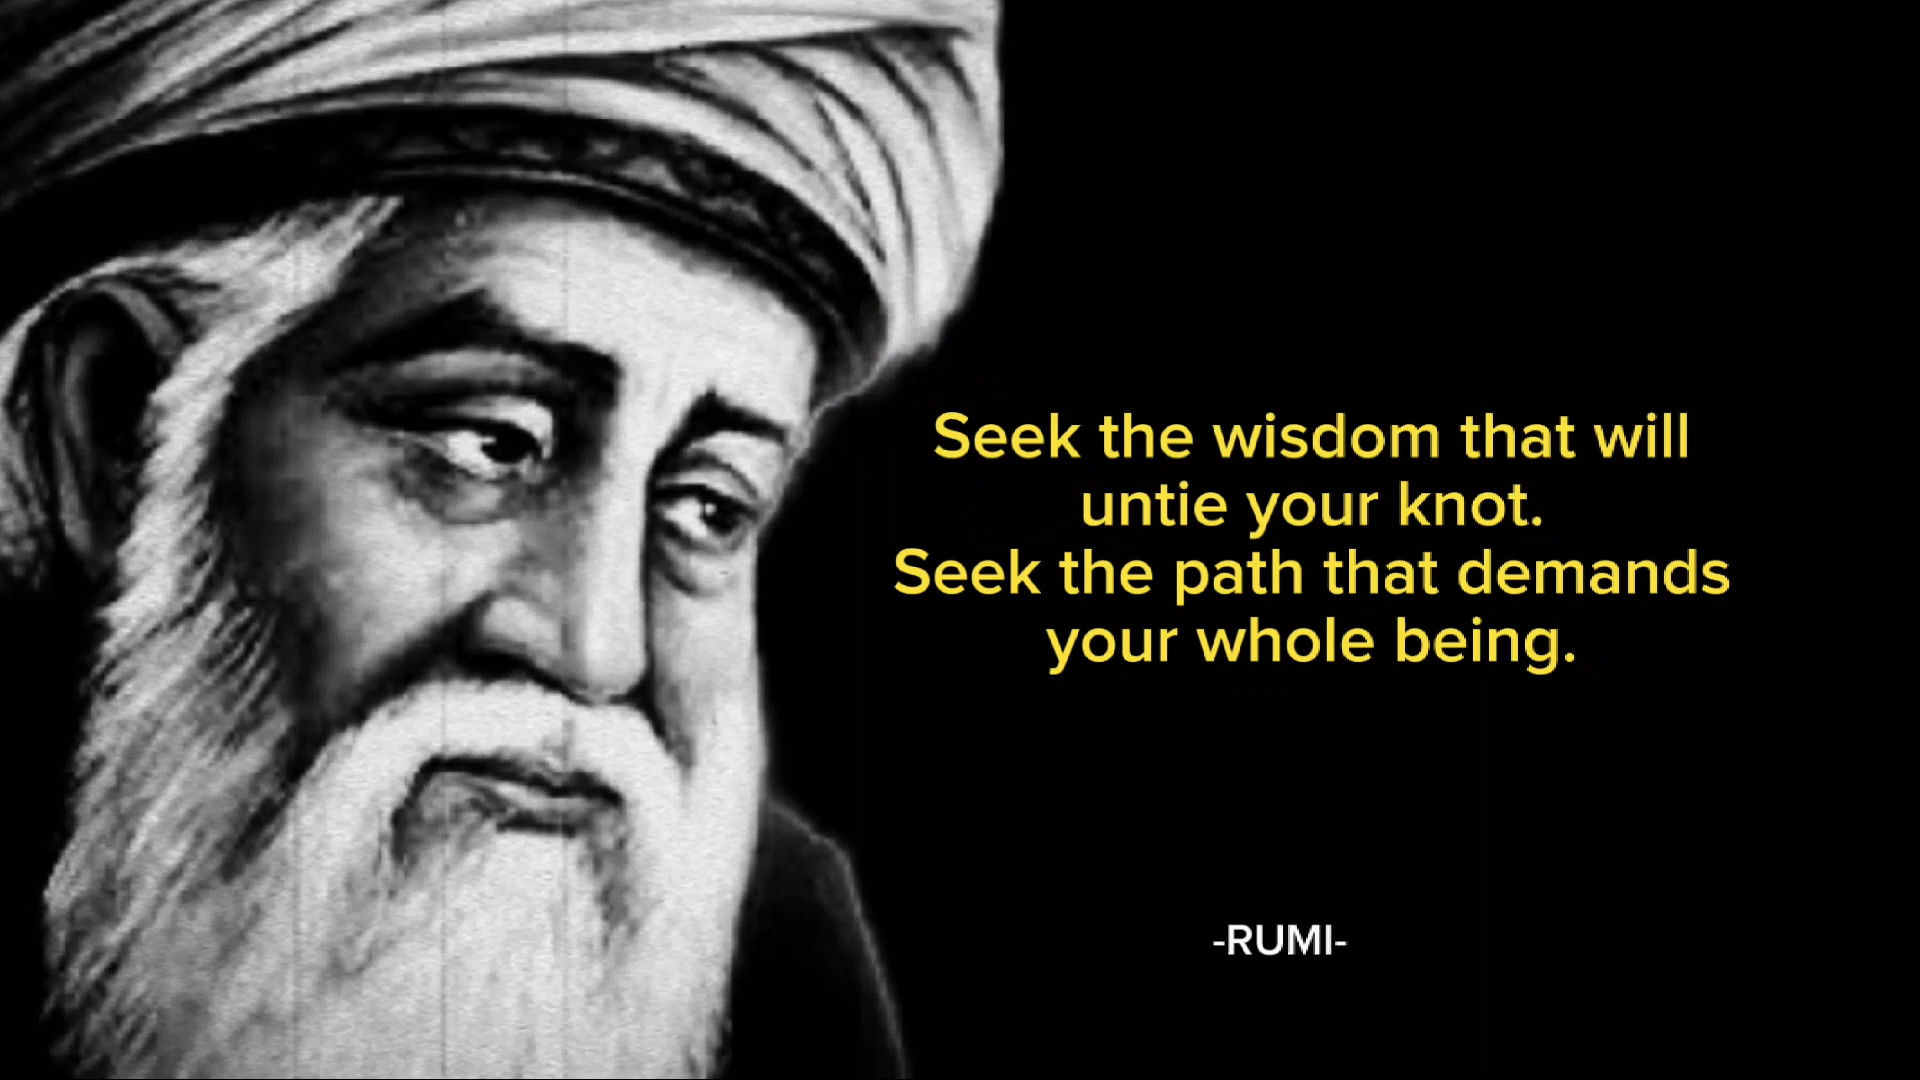 Seek the wisdom that will
untie your knot.
Seek the path that demands
your whole being.
-RUMI-